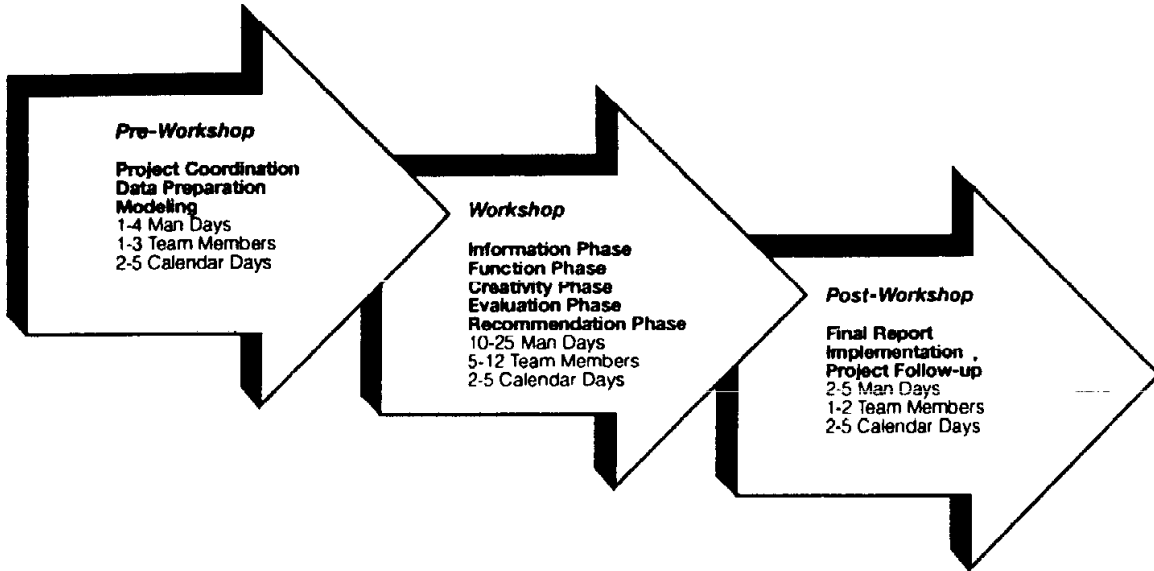 Pre-Workshop
Project Coordination
Data Preparation
Modeling
1-4 Man Days
1-3 Team Members
2-5 Calendar Days
Workshop
Information Phase
Function Phase
Creativity Phase
Evaluation Phase
Recommendation Phase
10-25 Man Days
5-12 Team Members
2-5 Calendar Days
Post-Workshop
Final Report
Implementation ,
Project Follow-up
2-5 Man Days
1-2 Team Members
2-5 Calendar Days